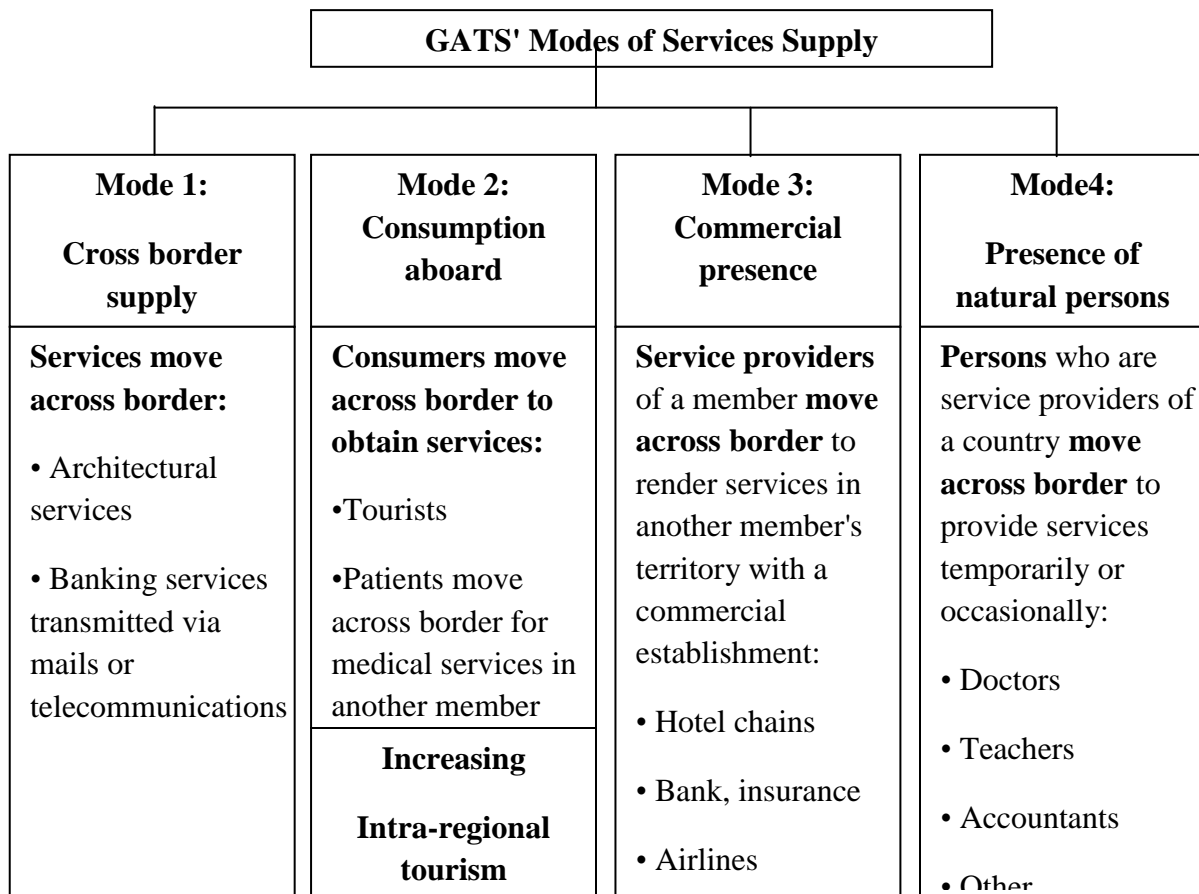 GATS' Modes of Services Supply
Mode 1:
Cross border
supply
Services move
across border:
• Architectural
services
• Banking services
transmitted via
mails or
telecommunications
Mode 2:
Consumption
aboard
Consumers move
across border to
obtain services:
•Tourists
•Patients move
across border for
medical services in
another member
Increasing
Intra-regional
tourism
Mode 3:
Commercial
presence
Service providers
of a member move
across border to
render services in
another member's
territory with a
commercial
establishment:
• Hotel chains
• Bank, insurance
• Airlines
Mode4:
Presence of
natural persons
Persons who are
service providers of
a country move
across border to
provide services
temporarily or
occasionally:
• Doctors
• Teachers
• Accountants
• Other